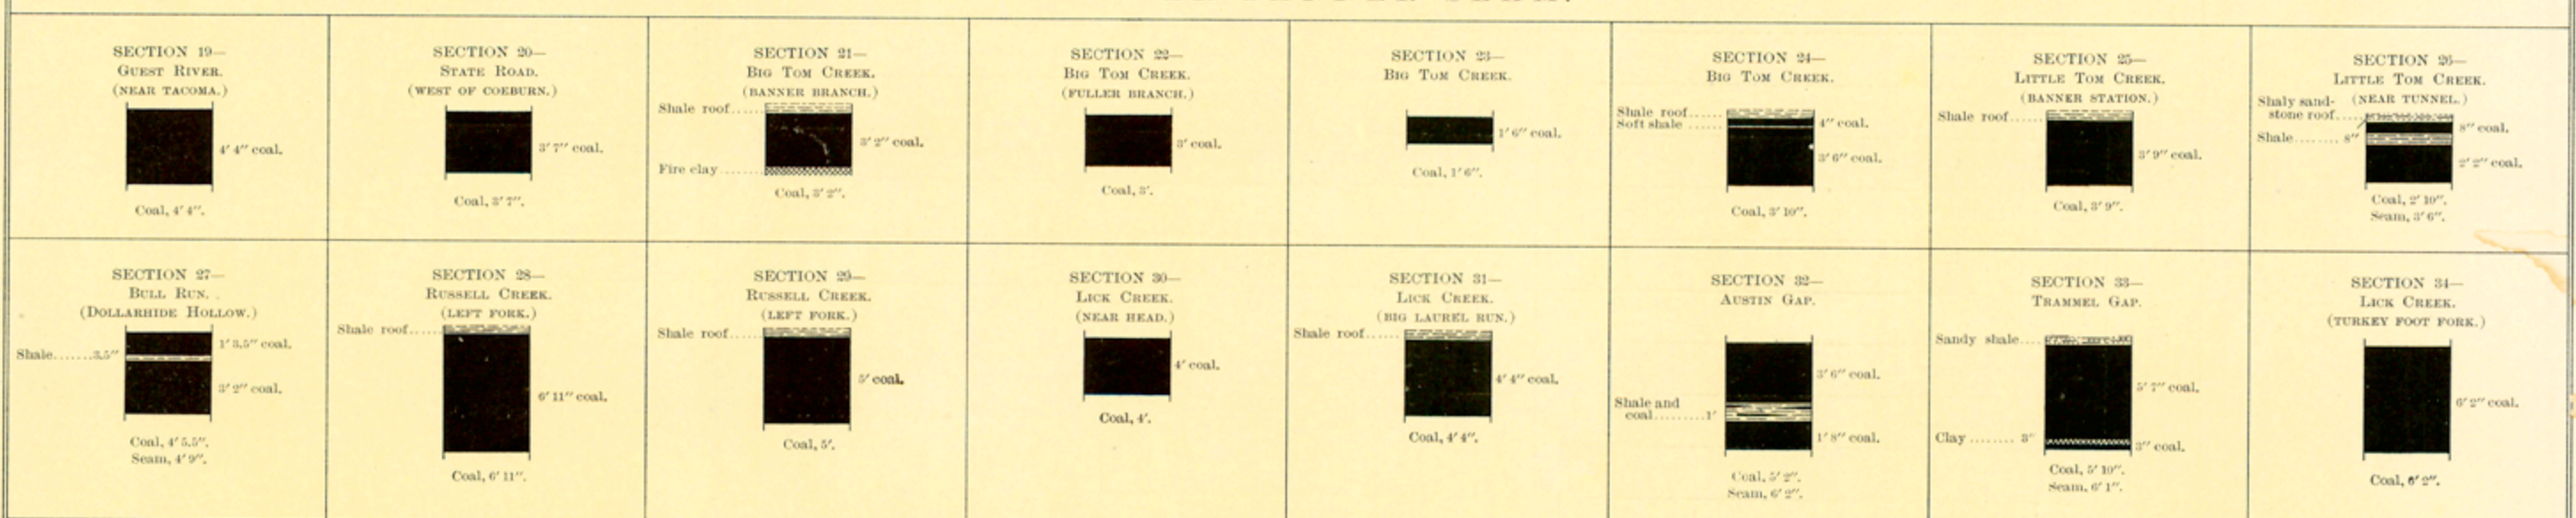 SECTION 19—
GUEST RIVER.
(NEAR TACOMA.)
4' 4" coal.
Coal, 4' 4".
SECTION 20—
STATE ROAD.
(WEST OF COEBURN.)
3' 7" coal.
Coal, 3' 7".
SECTION 21—
BIG TOM CREEK.
(BANNER BRANCH.)
Shale roof......
3' 2" coal.
Fire clay........
Coal, 3' 2".
SECTION 22—
BIG TOM CREEK.
(FULLER BRANCH.)
3' coal.
Coal, 3'.
SECTION 23—
BIG TOM CREEK.
1' 6" coal.
Coal, 1' 6".
SECTION 24—
BIG TOM CREEK.
Shale roof......
Soft shale ......
4" coal.
3' 6" coal.
Coal, 3' 10".
SECTION 25—
LITTLE TOM CREEK.
(BANNER STATION.)
Shale roof......
3' 9" coal.
Coal, 3' 9".
SECTION 26—
LITTLE TOM CREEK.
(NEAR TUNNEL.)
Shaly sand-
stone roof....
8" coal.
Shale........ 8"
2' 2" coal.
Coal, 2' 10".
Seam, 3' 6".
SECTION 27—
BULL RUN.
(DOLLARHIDE HOLLOW.)
1' 3.5" coal.
Shale......3.5"
3' 2" coal.
Coal, 4' 5.5".
Seam, 4' 9".
SECTION 28—
RUSSELL CREEK.
(LEFT FORK.)
Shale roof......
6' 11" coal.
Coal, 6' 11".
SECTION 29—
RUSSELL CREEK.
(LEFT FORK.)
Shale roof......
5' coal.
Coal, 5'.
SECTION 30—
LICK CREEK.
(NEAR HEAD.)
4' coal.
Coal, 4'.
SECTION 31—
LICK CREEK.
(BIG LAUREL RUN.)
Shale roof......
4' 4" coal.
Coal, 4' 4".
SECTION 32—
AUSTIN GAP.
3' 6" coal.
Shale and
coal.........1'
1' 8" coal.
Coal, 5' 2".
Seam, 6' 2".
SECTION 33—
TRAMMEL GAP.
Sandy shale....
5' 7" coal.
Clay ........ 3"
3" coal.
Coal, 5' 10".
Seam, 6' 1".
SECTION 34—
LICK CREEK.
(TURKEY FOOT FORK.)
6' 2" coal.
Coal, 6' 2".